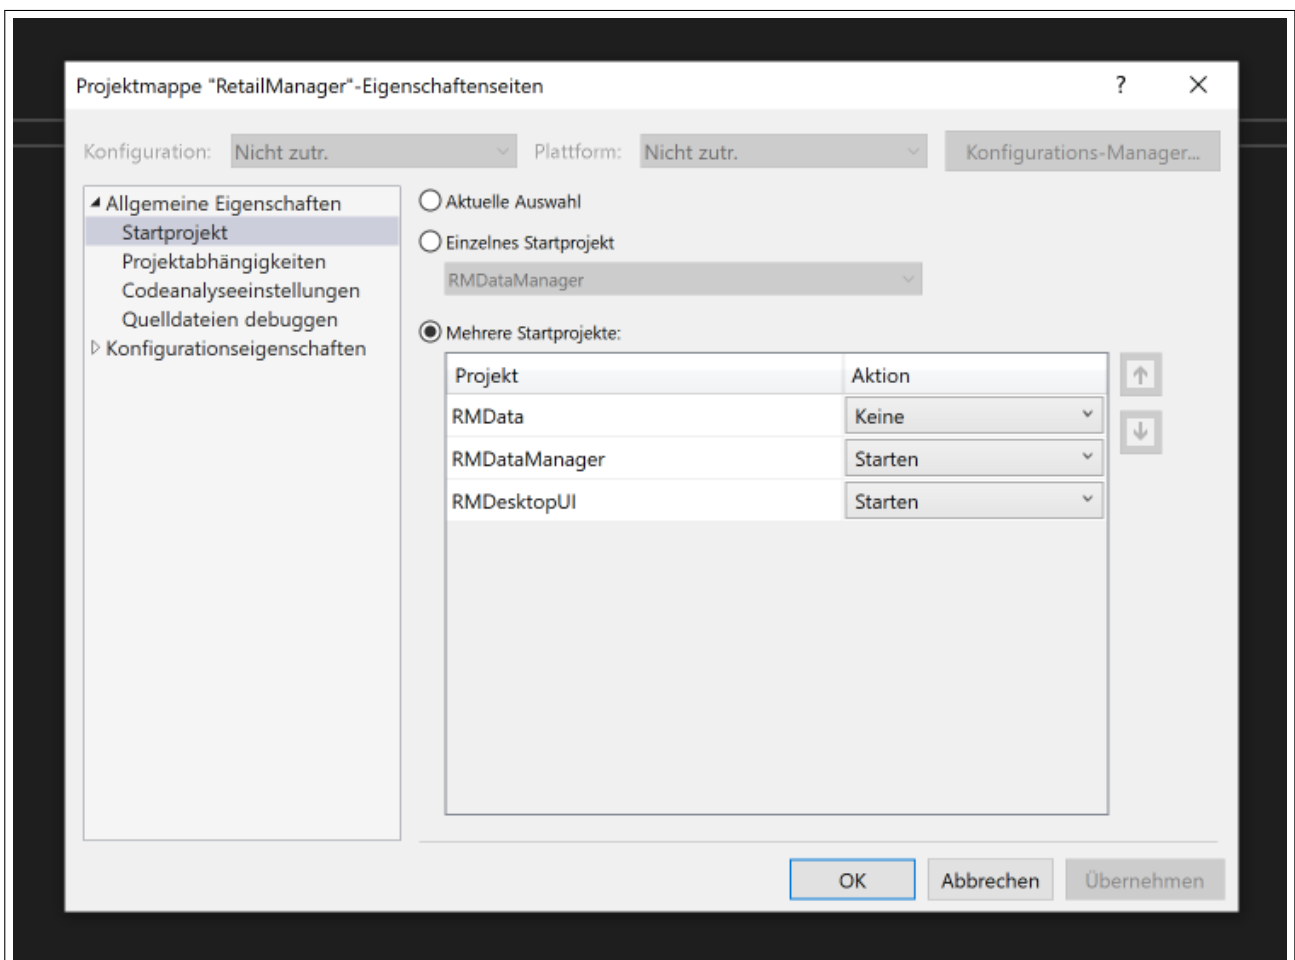 Projektmappe "RetailManager"-Eigenschaftenseiten ? X
Konfiguration: Nicht zutr. Plattform: Nicht zutr. Konfigurations-Manager...
Allgemeine Eigenschaften
Startprojekt
Projektabhängigkeiten
Codeanalyseeinstellungen
Quelldateien debuggen
Konfigurationseigenschaften
Aktuelle Auswahl
Einzelnes Startprojekt
RMDataManager
Mehrere Startprojekte:
Projekt Aktion
RMData Keine
RMDataManager Starten
RMDesktopUI Starten
OK Abbrechen Übernehmen